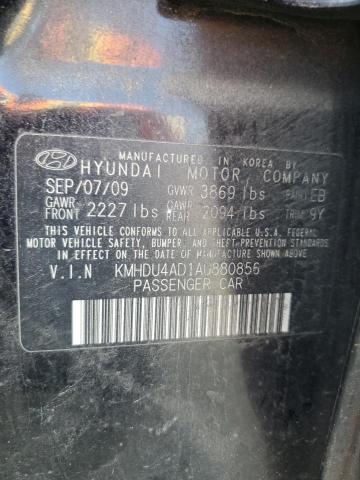 MANUFACTURED IN KOREA BY
HYUNDAI MOTOR COMPANY
SEP/07/09 GVWR 3869 lbs PAINT EB
GAWR FRONT 2227 lbs GAWR REAR 2094 lbs TRIM 9Y
THIS VEHICLE CONFORMS TO ALL APPLICABLE U.S.A. FEDERAL
MOTOR VEHICLE SAFETY, BUMPER, AND THEFT PREVENTION STANDARDS
IN EFFECT ON THE DATE OF MANUFACTURE SHOWN ABOVE.
V.I.N KMHDU4AD1AU880856
PASSENGER CAR